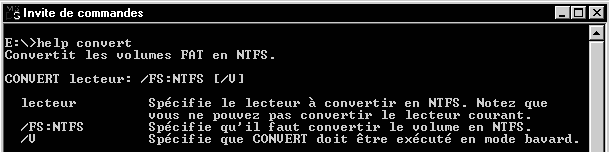 Invite de commandes
E:\>help convert
Convertit les volumes FAT en NTFS.
CONVERT lecteur: /FS:NTFS [/V]
lecteur Spécifie le lecteur à convertir en NTFS. Notez que
vous ne pouvez pas convertir le lecteur courant.
/FS:NTFS Spécifie qu'il faut convertir le volume en NTFS.
/V Spécifie que CONVERT doit être exécuté en mode bavard.